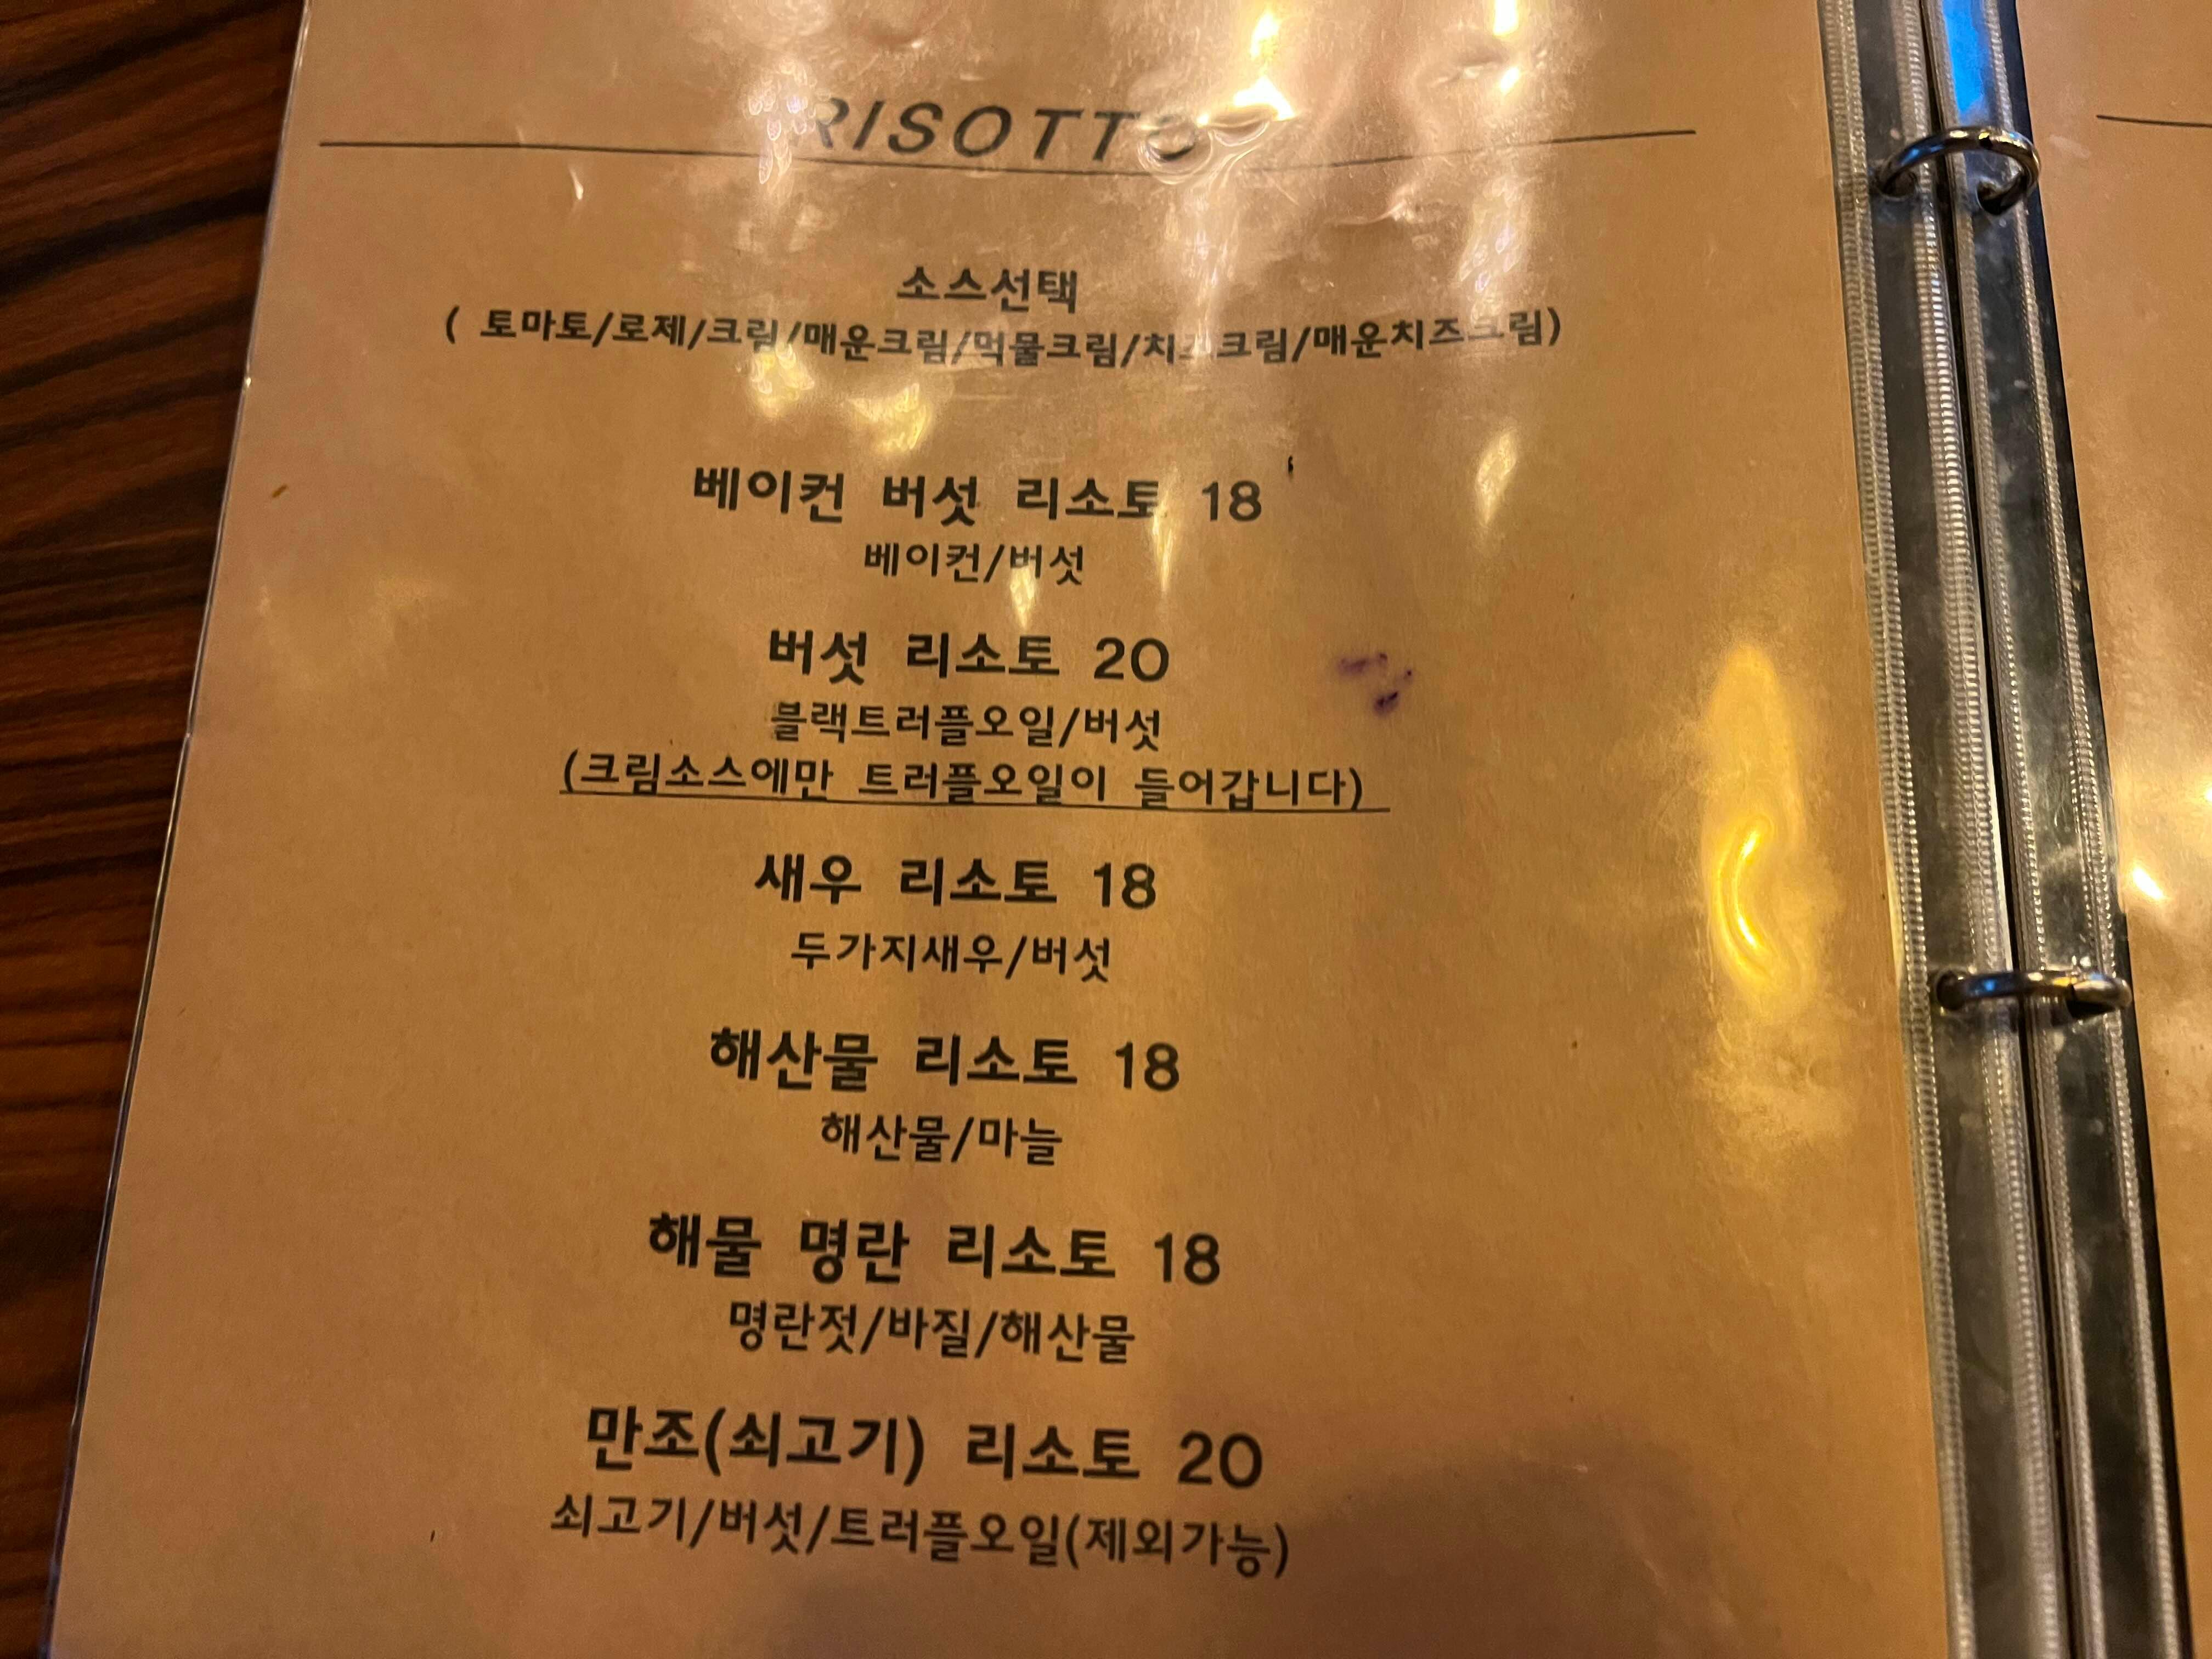 RISOTTO
소스선택
( 토마토/로제/크림/매운크림/먹물크림/치즈크림/매운치즈크림)
베이컨 버섯 리소토 18
베이컨/버섯
버섯 리소토 20
블랙트러플오일/버섯
(크림소스에만 트러플오일이 들어갑니다)
새우 리소토 18
두가지새우/버섯
해산물 리소토 18
해산물/마늘
해물 명란 리소토 18
명란젓/바질/해산물
만조(쇠고기) 리소토 20
쇠고기/버섯/트러플오일(제외가능)